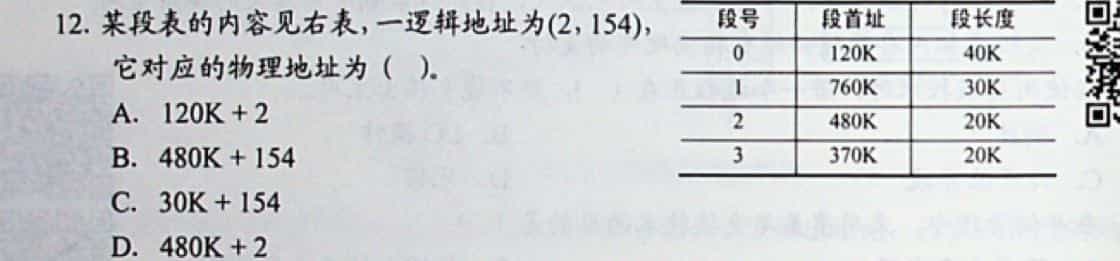 12. 某段表的内容见右表,一逻辑地址为(2, 154),
它对应的物理地址为 ( )。
A. 120K + 2
B. 480K + 154
C. 30K + 154
D. 480K + 2
段号 段首址 段长度
0 120K 40K
1 760K 30K
2 480K 20K
3 370K 20K